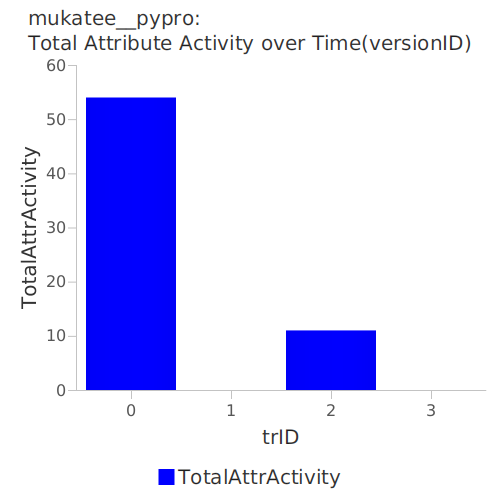 mukatee__pypro:
Total Attribute Activity over Time(versionID)
60
50
40
30
20
10
0
TotalAttrActivity
0 1 2 3
trID
TotalAttrActivity